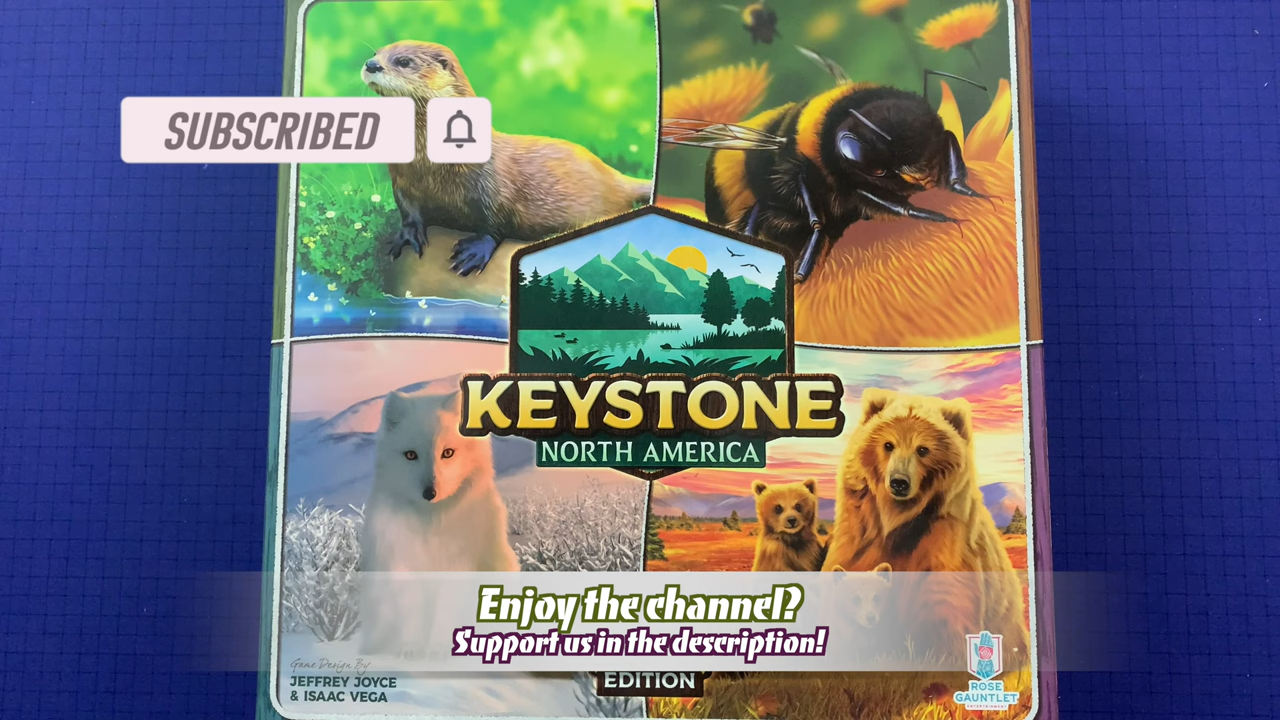 SUBSCRIBED
KEYSTONE
NORTH AMERICA
Enjoy the channel?
Support us in the description!
EDITION
Game Design By
JEFFREY JOYCE
& ISAAC VEGA
ROSE
GAUNTLET
ENTERTAINMENT